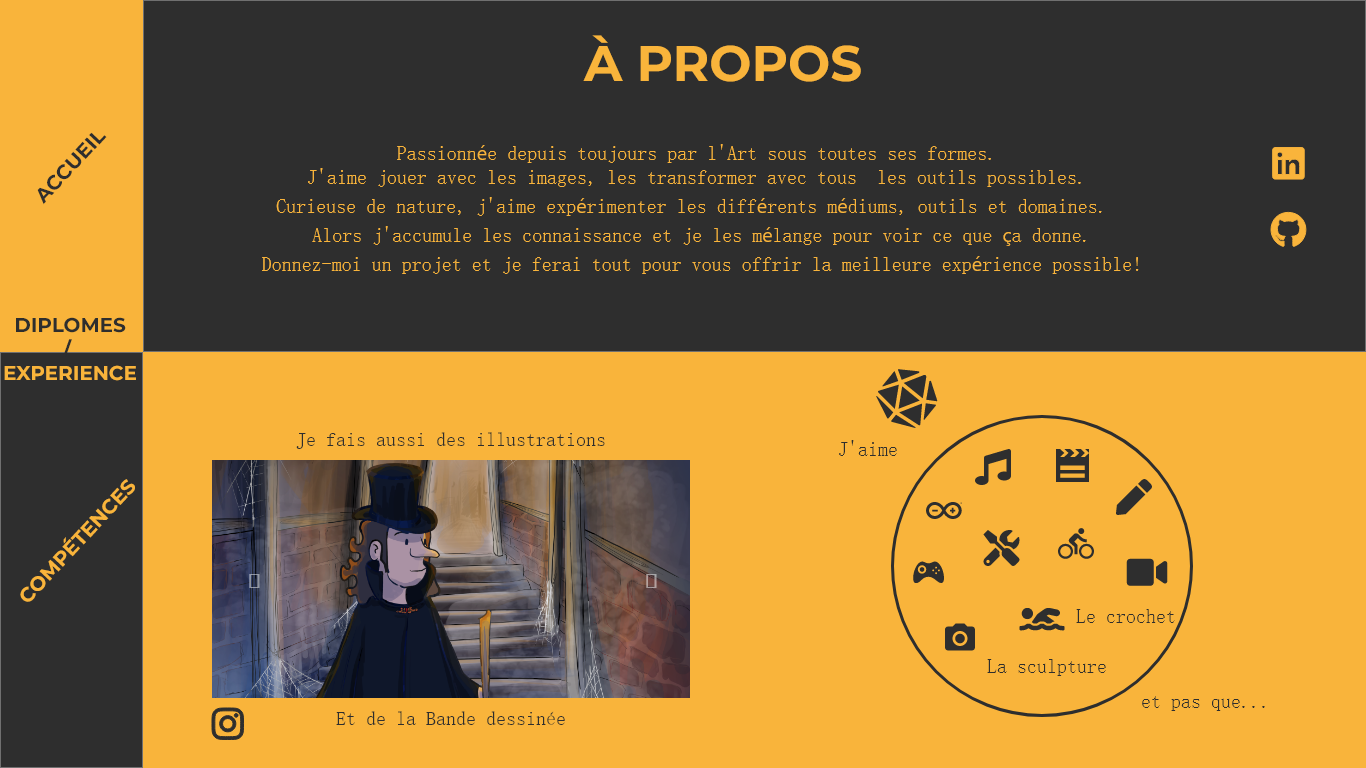 À PROPOS
ACCUEIL
Passionnée depuis toujours par l'Art sous toutes ses formes.
J'aime jouer avec les images, les transformer avec tous les outils possibles.
Curieuse de nature, j'aime expérimenter les différents médiums, outils et domaines.
Alors j'accumule les connaissance et je les mélange pour voir ce que ça donne.
Donnez-moi un projet et je ferai tout pour vous offrir la meilleure expérience possible!
in
DIPLOMES
/
EXPERIENCE
COMPÉTENCES
Je fais aussi des illustrations
Et de la Bande dessinée
J'aime
Le crochet
La sculpture
et pas que...